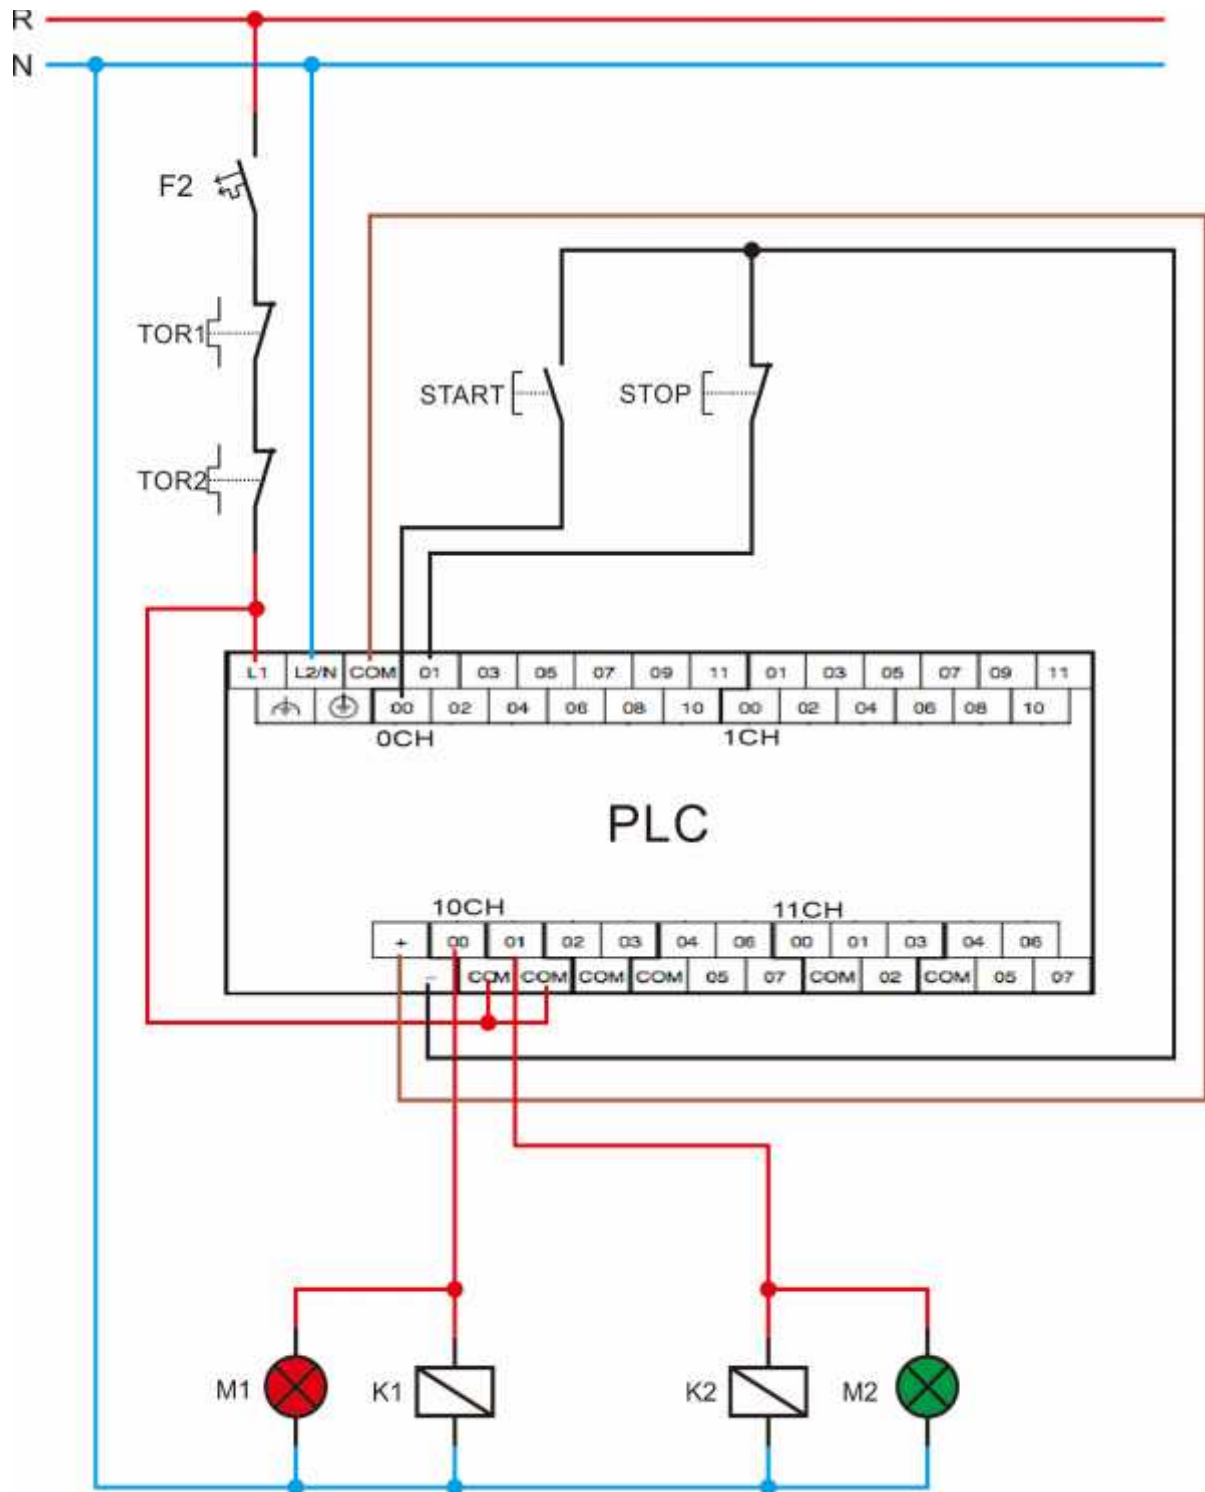 R
N
F2
TOR1
START
STOP
TOR2
L1 L2/N COM 01 03 05 07 09 11 01 03 05 07 09 11
00 02 04 06 08 10 00 02 04 06 08 10
0CH 1CH
PLC
10CH 11CH
+ 00 01 02 03 04 06 00 01 03 04 06
- COM COM COM COM 05 07 COM 02 COM 05 07
M1 K1 K2 M2